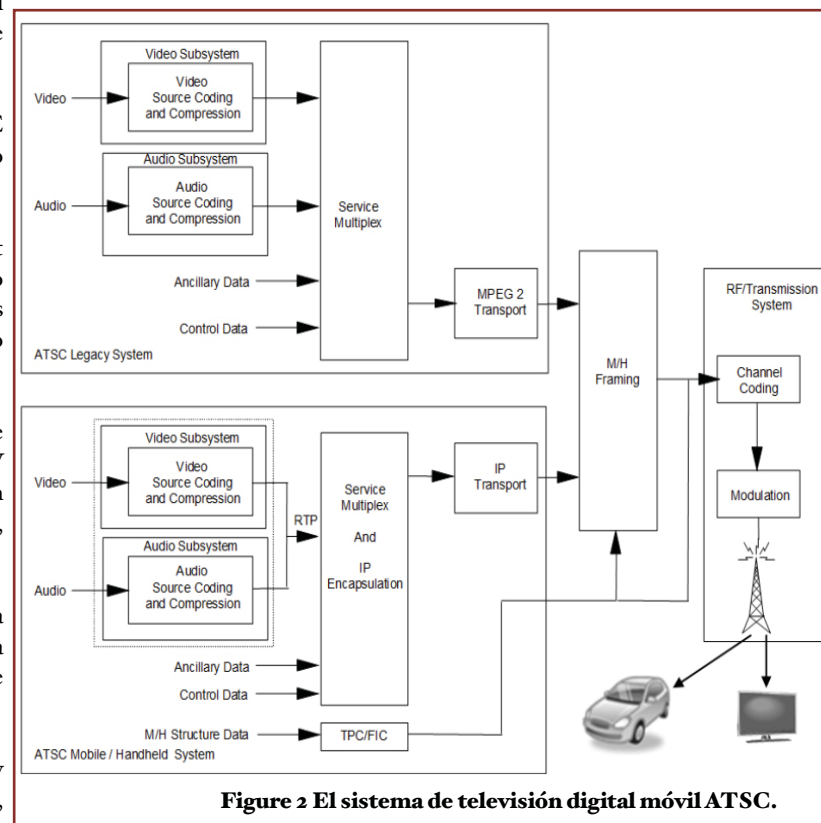 Video Subsystem
Video
Source Coding
and Compression
Video
Audio Subsystem
Audio
Source Coding
and Compression
Audio
Service
Multiplex
Ancillary Data
Control Data
MPEG 2
Transport
ATSC Legacy System
M/H
Framing
RF/Transmission
System
Channel
Coding
Modulation
Video Subsystem
Video
Source Coding
and Compression
Video
RTP
Audio Subsystem
Audio
Source Coding
and Compression
Audio
Service
Multiplex
And
IP
Encapsulation
IP
Transport
Ancillary Data
Control Data
M/H Structure Data
TPC/FIC
ATSC Mobile / Handheld System
Figure 2 El sistema de televisión digital móvil ATSC.